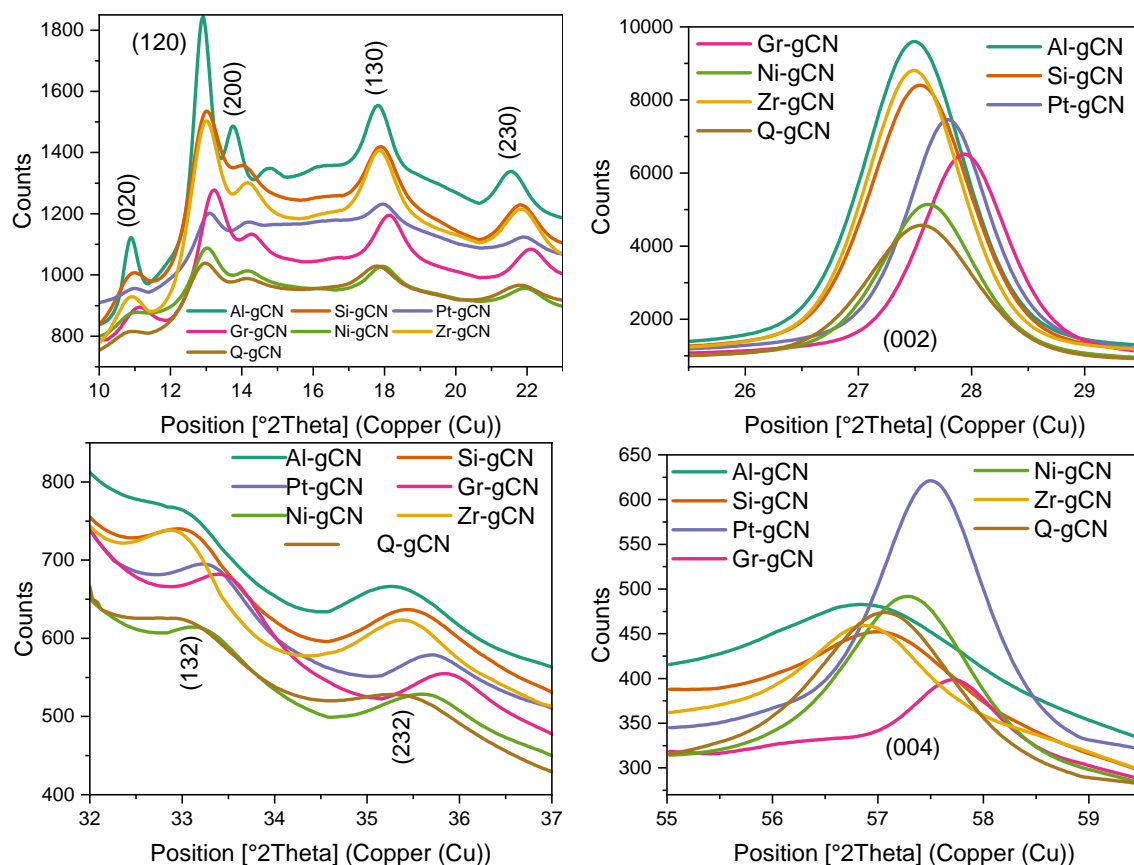 1800
1600
1400
1200
1000
800
Counts
(020)
(120)
(200)
(130)
(230)
Al-gCN Si-gCN Pt-gCN
Gr-gCN Ni-gCN Zr-gCN
Q-gCN
10 12 14 16 18 20 22
Position [°2Theta] (Copper (Cu))
10000
8000
6000
4000
2000
Counts
Gr-gCN Al-gCN
Ni-gCN Si-gCN
Zr-gCN Pt-gCN
Q-gCN
(002)
26 27 28 29
Position [°2Theta] (Copper (Cu))
800
700
600
500
400
Counts
Al-gCN Si-gCN
Pt-gCN Gr-gCN
Ni-gCN Zr-gCN
Q-gCN
(132)
(232)
32 33 34 35 36 37
Position [°2Theta] (Copper (Cu))
650
600
550
500
450
400
350
300
Counts
Al-gCN Ni-gCN
Si-gCN Zr-gCN
Pt-gCN Q-gCN
Gr-gCN
(004)
55 56 57 58 59
Position [°2Theta] (Copper (Cu))